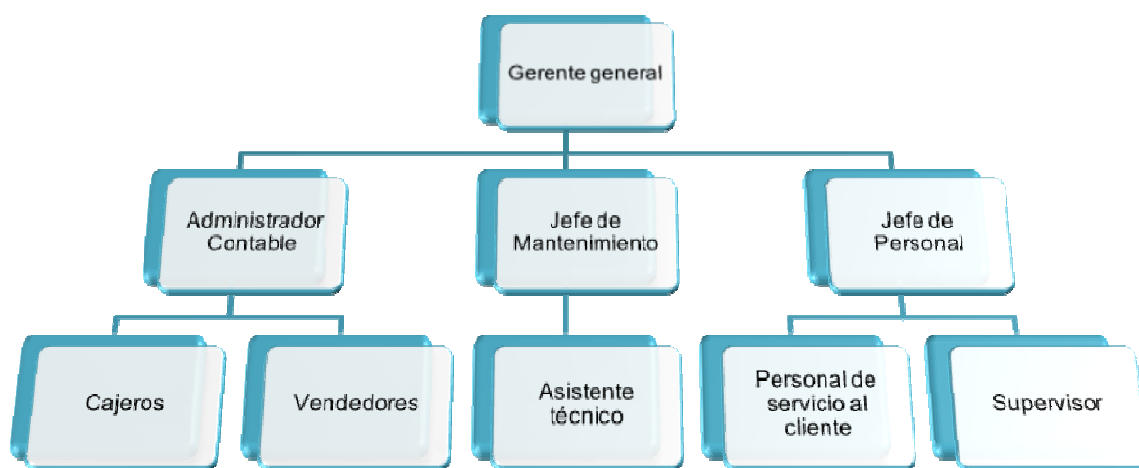 Gerente general
Administrador
Contable
Jefe de
Mantenimiento
Jefe de
Personal
Cajeros
Vendedores
Asistente
técnico
Personal de
servicio al
cliente
Supervisor